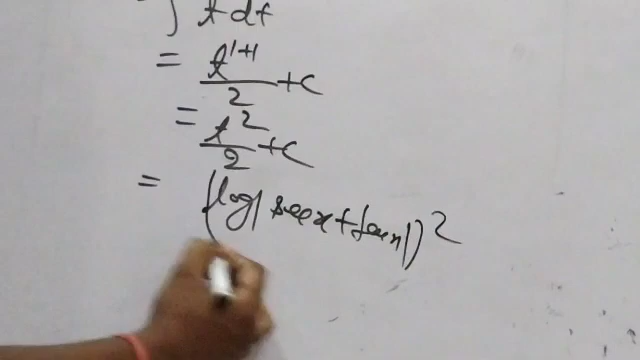 ∫ t dt
= t^{1+1}/2 + c
= t^2/2 + c
= (log|secx+tanx|)^2